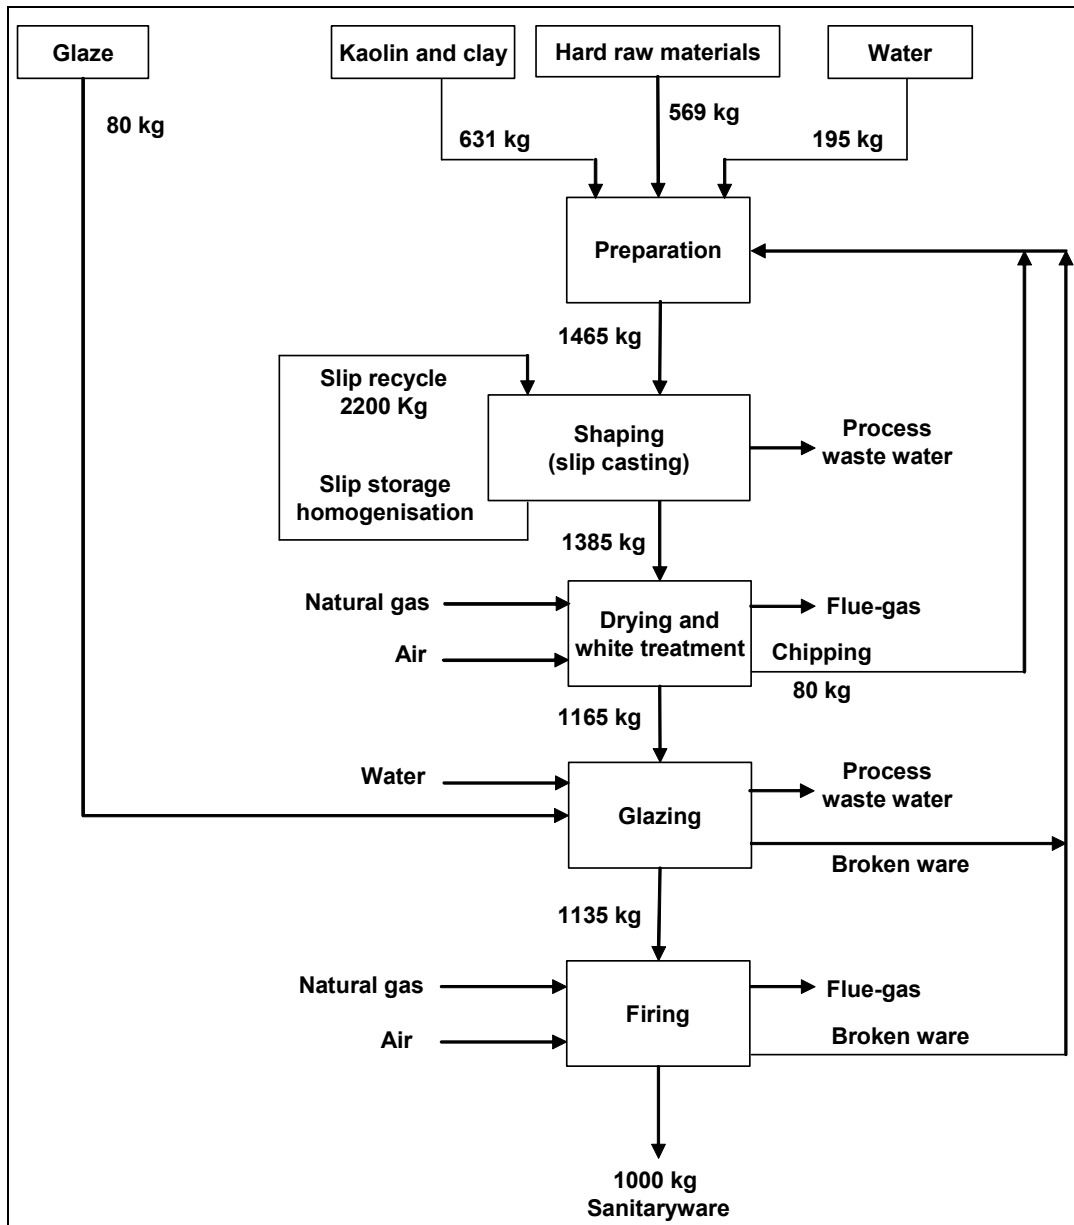 Glaze
Kaolin and clay
Hard raw materials
Water
80 kg
631 kg
569 kg
195 kg
Preparation
1465 kg
Slip recycle
2200 Kg
Shaping
(slip casting)
Process
waste water
Slip storage
homogenisation
1385 kg
Natural gas
Air
Drying and
white treatment
Flue-gas
Chipping
80 kg
1165 kg
Water
Glazing
Process
waste water
Broken ware
1135 kg
Natural gas
Air
Firing
Flue-gas
Broken ware
1000 kg
Sanitaryware